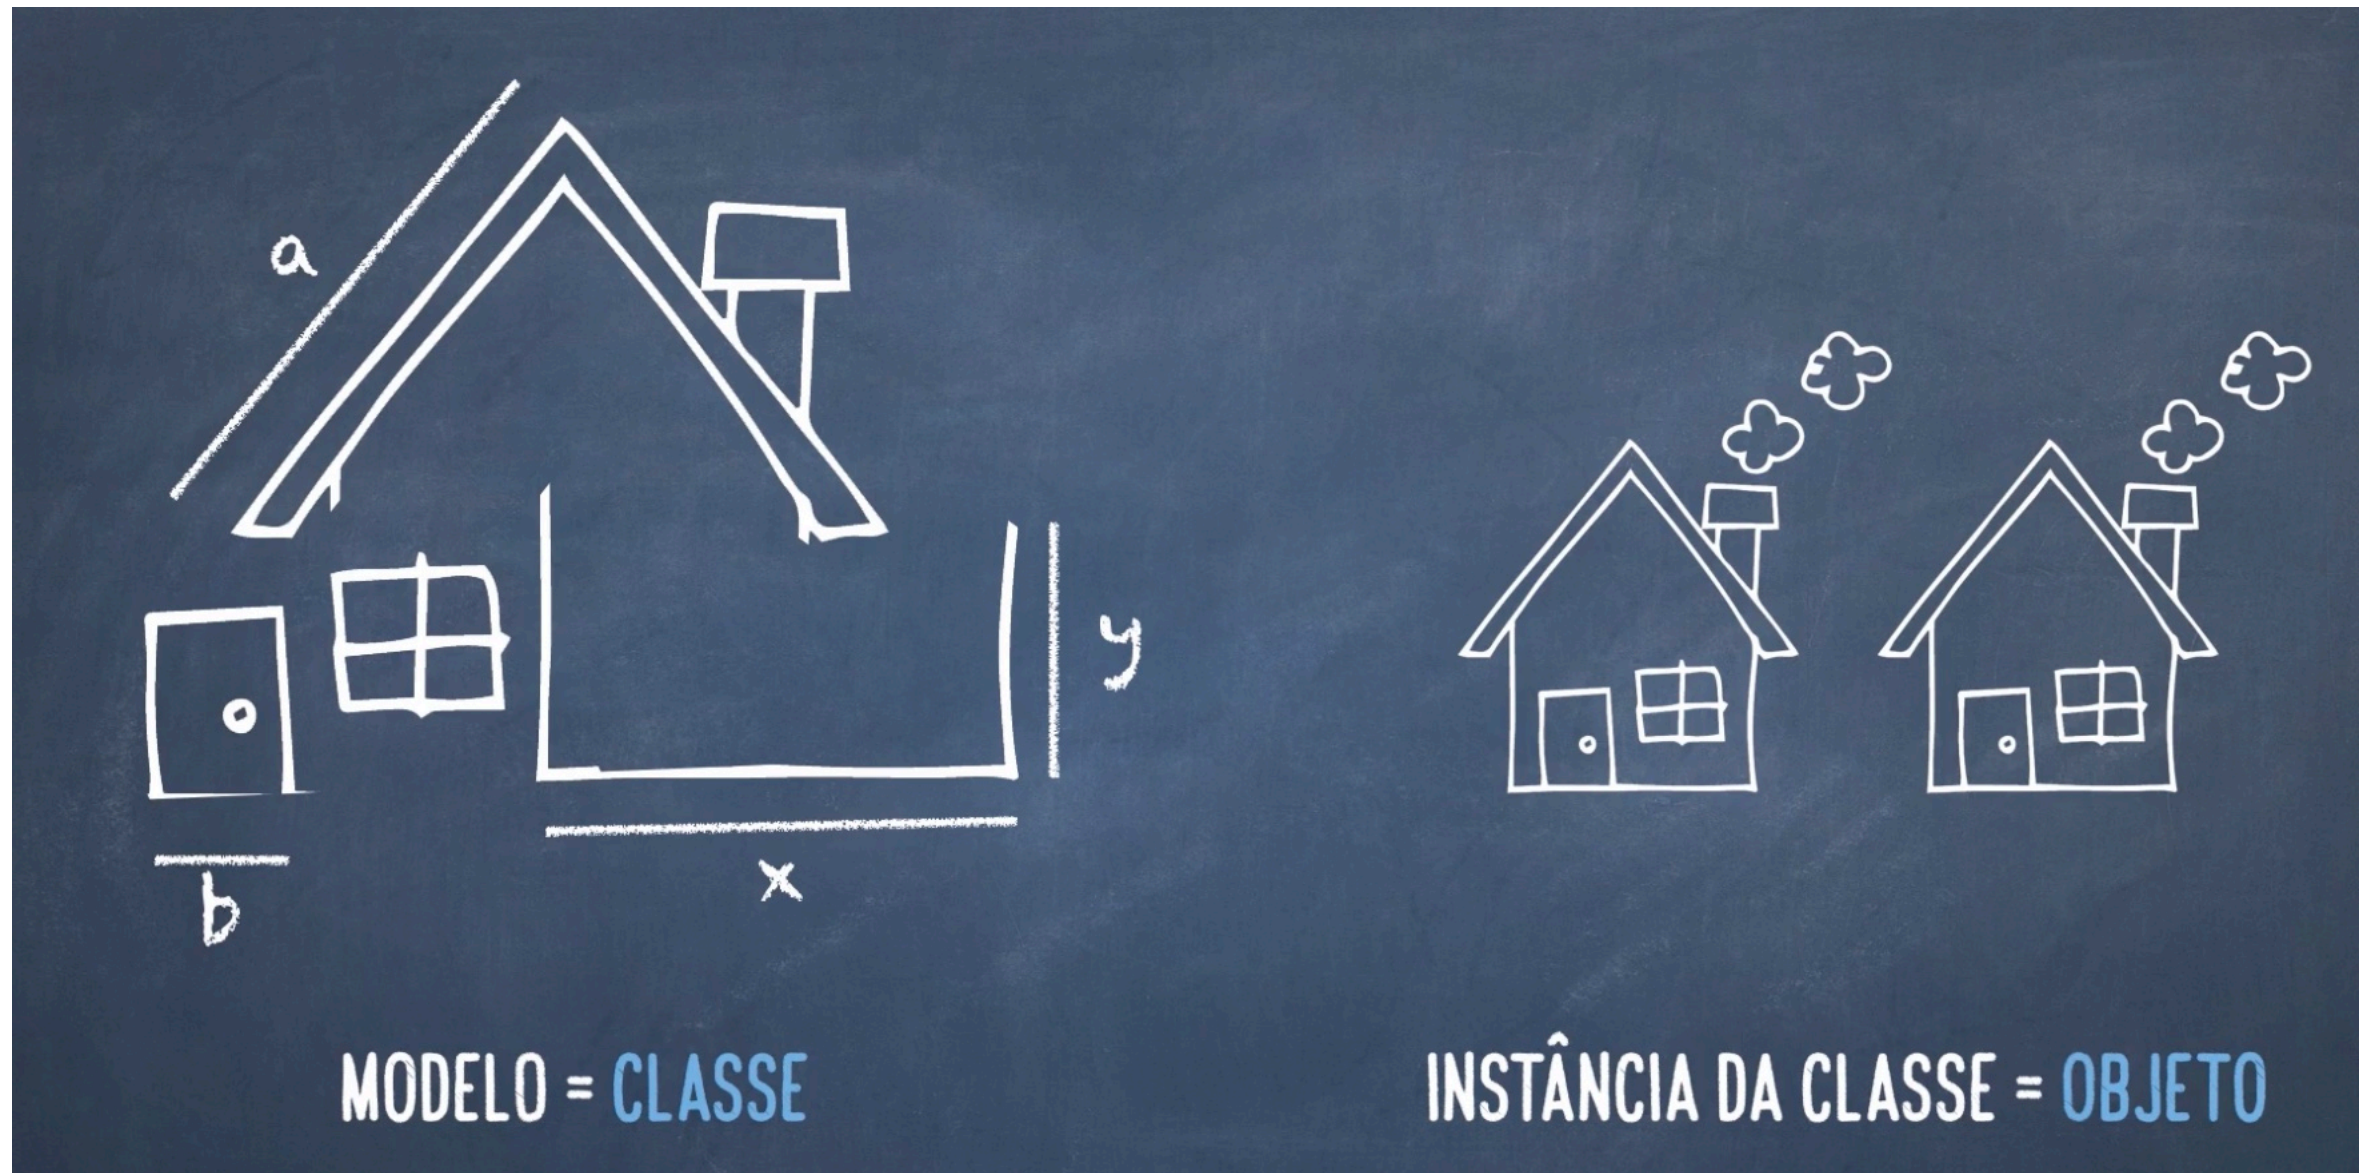 a
y
b
x
MODELO = CLASSE
INSTÂNCIA DA CLASSE = OBJETO